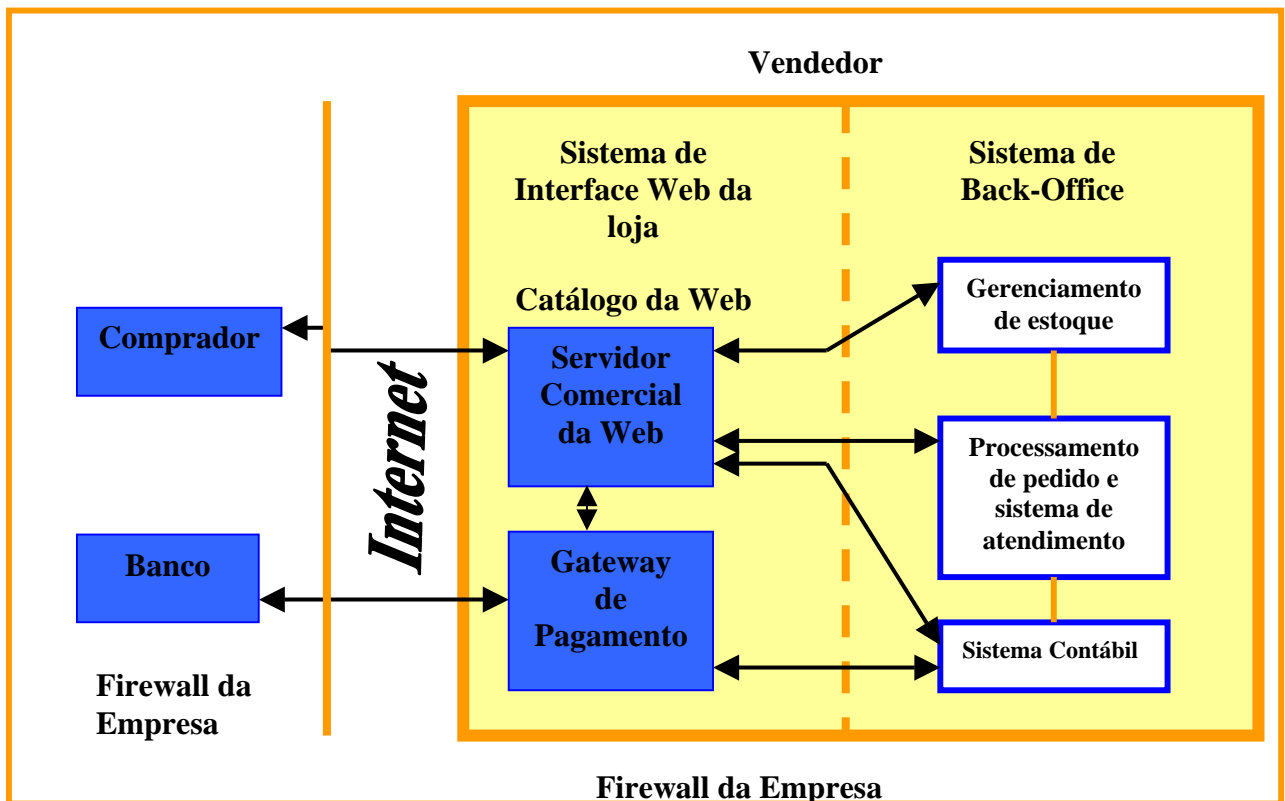 Vendedor
Sistema de
Interface Web da
loja
Sistema de
Back-Office
Catálogo da Web
Comprador
Servidor
Comercial
da Web
Gerenciamento
de estoque
Internet
Processamento
de pedido e
sistema de
atendimento
Banco
Gateway
de
Pagamento
Sistema Contábil
Firewall da
Empresa
Firewall da Empresa